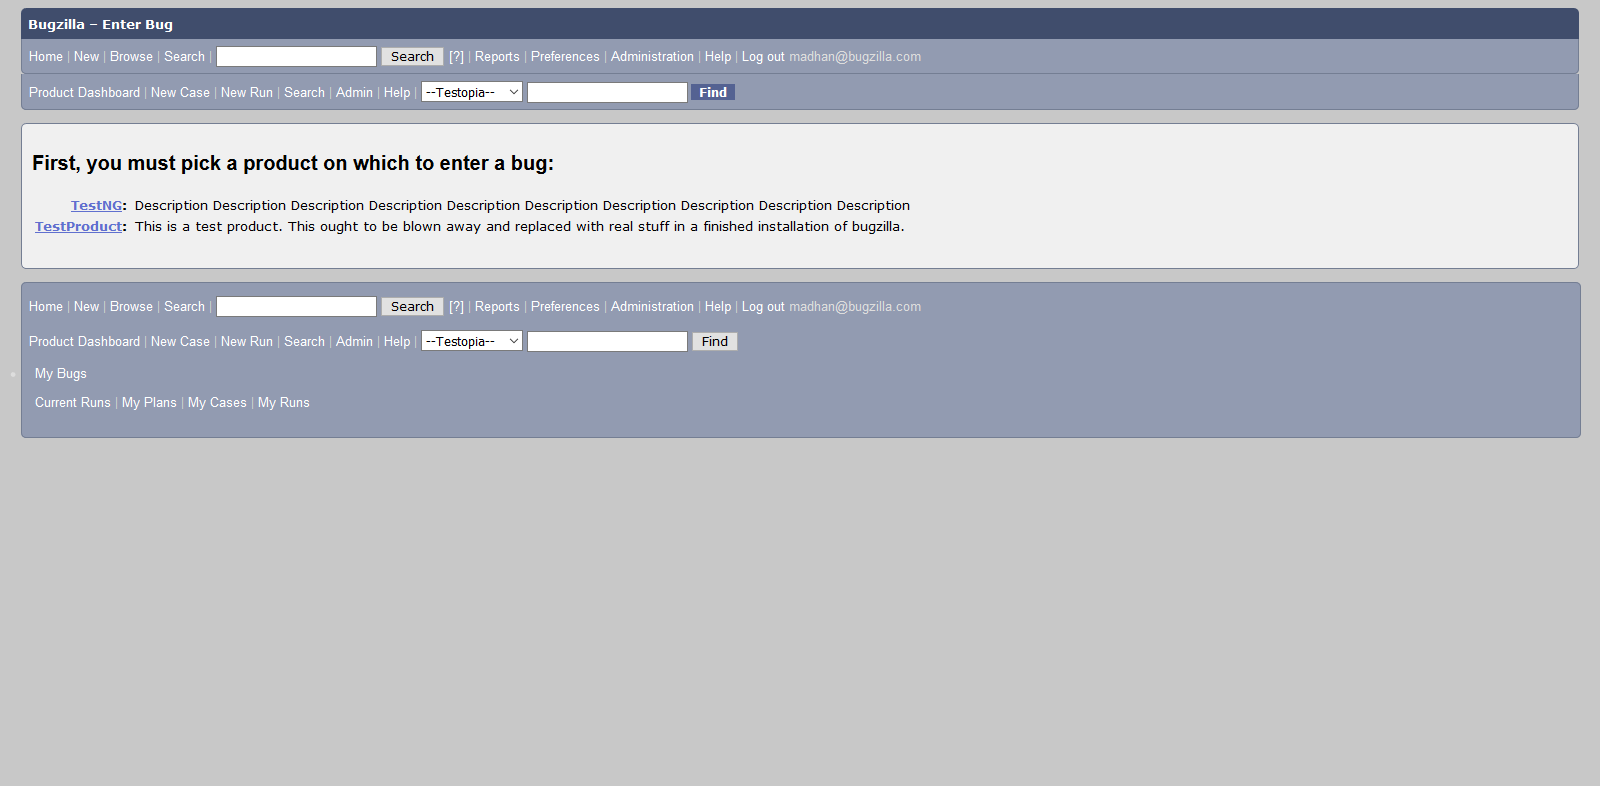 Bugzilla – Enter Bug
Home | New | Browse | Search | Search [?] | Reports | Preferences | Administration | Help | Log out madhan@bugzilla.com
Product Dashboard | New Case | New Run | Search | Admin | Help | --Testopia-- Find
First, you must pick a product on which to enter a bug:
TestNG: Description Description Description Description Description Description Description Description Description Description
TestProduct: This is a test product. This ought to be blown away and replaced with real stuff in a finished installation of bugzilla.
Home | New | Browse | Search | Search [?] | Reports | Preferences | Administration | Help | Log out madhan@bugzilla.com
Product Dashboard | New Case | New Run | Search | Admin | Help | --Testopia-- Find
My Bugs
Current Runs | My Plans | My Cases | My Runs